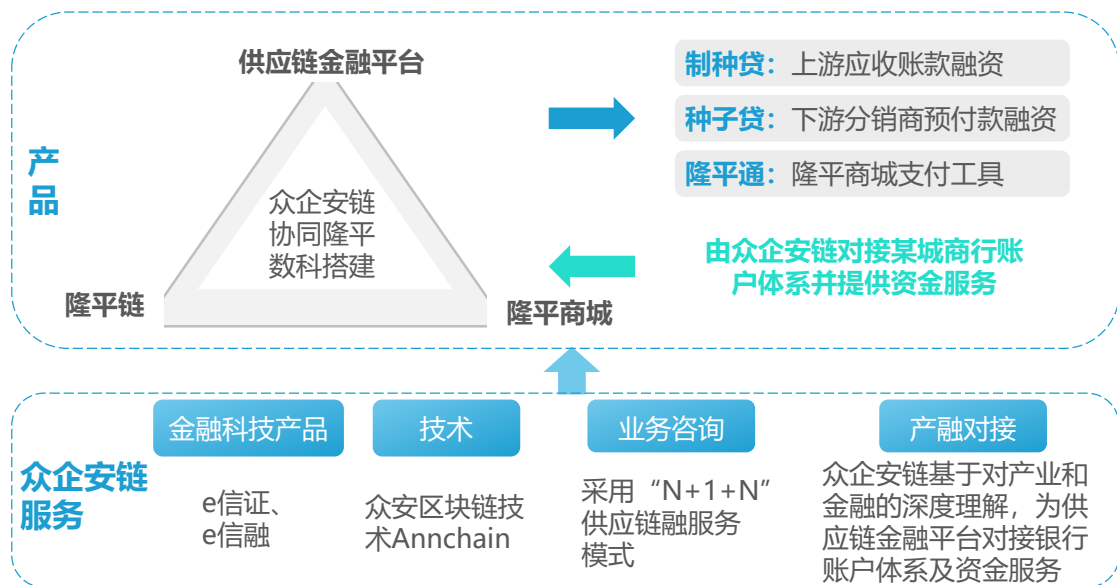 供应链金融平台
制种贷：上游应收账款融资
种子贷：下游分销商预付款融资
隆平通：隆平商城支付工具
产
品
众企安链
协同隆平
数科搭建
由众企安链对接某城商行账
户体系并提供资金服务
隆平链
隆平商城
众企安链
服务
金融科技产品
e信证、
e信融
技术
众安区块链技
术Annchain
业务咨询
采用“N+1+N”
供应链融服务
模式
产融对接
众企安链基于对产业和
金融的深度理解，为供
应链金融平台对接银行
账户体系及资金服务